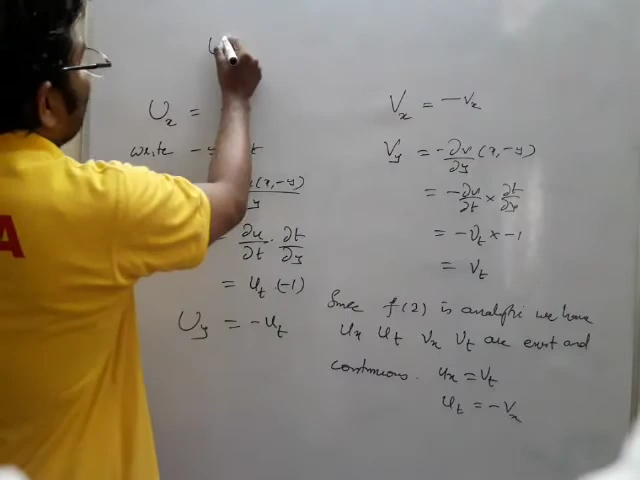 U_x =
write - t
(x, -y)
y
∂u/∂t · ∂t/∂y
= u_t (-1)
U_y = -u_t
V_x = -v_x
V_y = -∂v/∂y (x, -y)
= -∂v/∂t × ∂t/∂y
= -v_t × -1
= v_t
Since f(z) is analytic we have
u_x u_t v_x v_t are exist and
continuous. u_x = v_t
u_t = -v_x
A